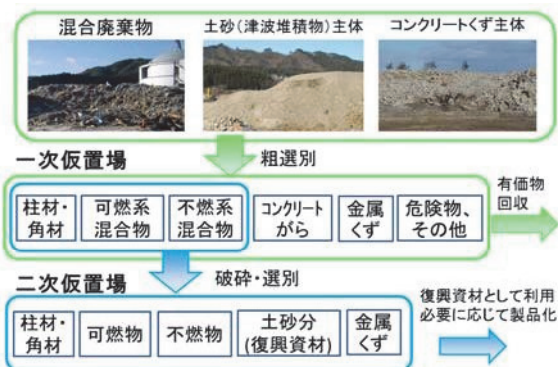 混合廃棄物
土砂(津波堆積物)主体
コンクリートくず主体
一次仮置場
粗選別
有価物
回収
柱材・
角材
可燃系
混合物
不燃系
混合物
コンクリート
がら
金属
くず
危険物、
その他
二次仮置場
破砕・選別
復興資材として利用
必要に応じて製品化
柱材・
角材
可燃物
不燃物
土砂分
(復興資材)
金属
くず